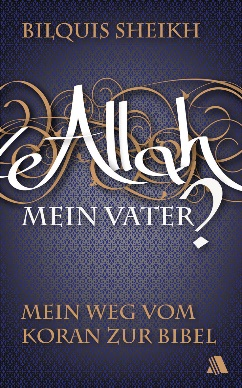 BILQUIS SHEIKH
Allah
MEIN VATER?
MEIN WEG VOM
KORAN ZUR BIBEL